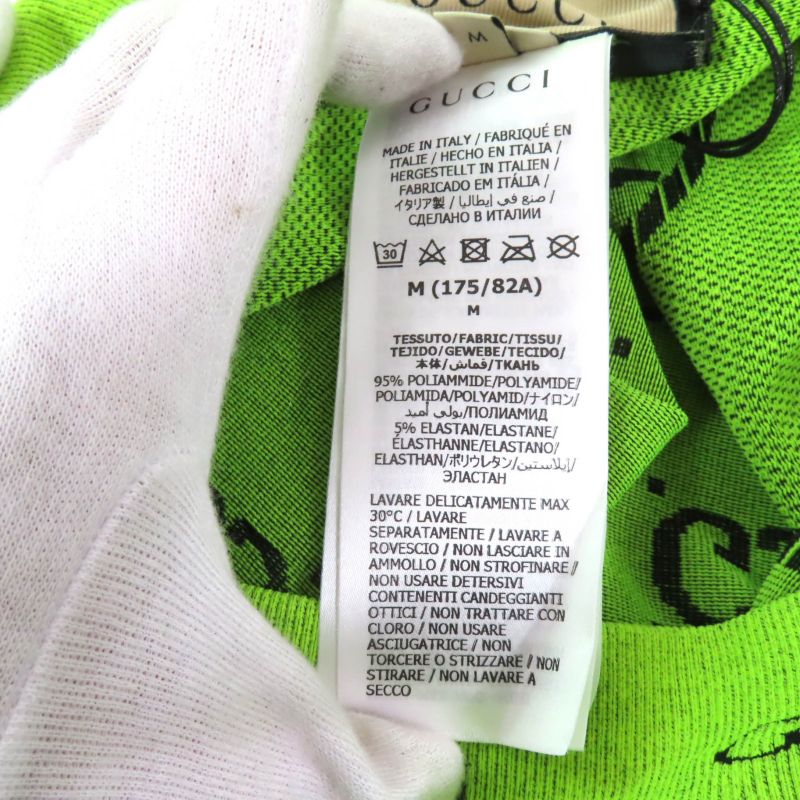 GUCCI
M
GUCCI
MADE IN ITALY / FABRIQUÉ EN
ITALIE / HECHO EN ITALIA /
HERGESTELLT IN ITALIEN /
FABRICADO EM ITÁLIA /
イタリア製 / صنع في إيطاليا /
СДЕЛАНО В ИТАЛИИ
30
M (175/82A)
M
TESSUTO/FABRIC/TISSU/
TEJIDO/GEWEBE/TECIDO/
本体/قماش/ТКАНЬ
95% POLIAMMIDE/POLYAMIDE/
POLIAMIDA/POLYAMID/ナイロン/
بولي أميد/ПОЛИАМИД
5% ELASTAN/ELASTANE/
ÉLASTHANNE/ELASTANO/
ELASTHAN/ポリウレタン/إيلاستين/
ЭЛАСТАН
LAVARE DELICATAMENTE MAX
30°C / LAVARE
SEPARATAMENTE / LAVARE A
ROVESCIO / NON LASCIARE IN
AMMOLLO / NON STROFINARE /
NON USARE DETERSIVI
CONTENENTI CANDEGGIANTI
OTTICI / NON TRATTARE CON
CLORO / NON USARE
ASCIUGATRICE / NON
TORCERE O STRIZZARE / NON
STIRARE / NON LAVARE A
SECCO